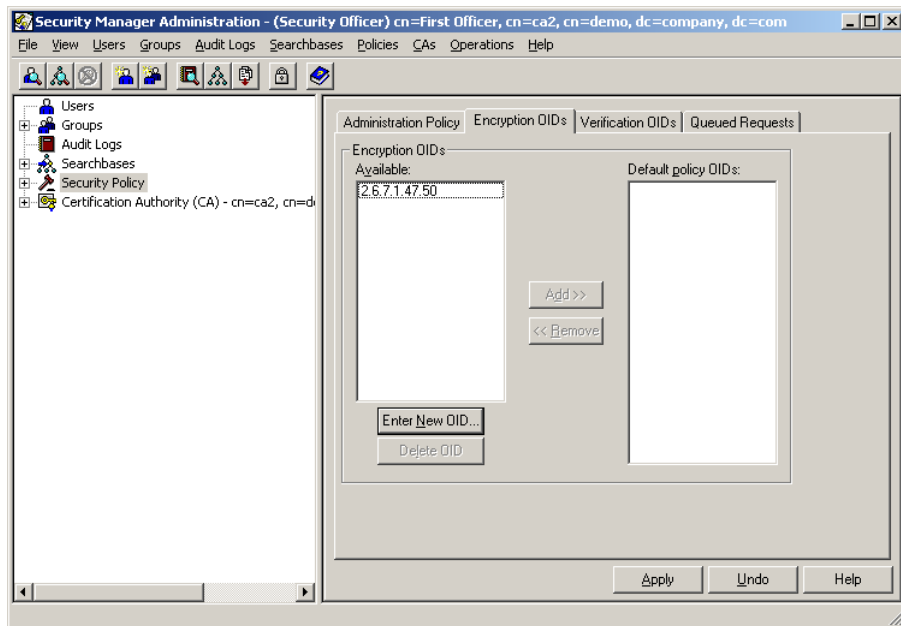 Security Manager Administration - (Security Officer) cn=First Officer, cn=ca2, cn=demo, dc=company, dc=com
File View Users Groups Audit Logs Searchbases Policies CAs Operations Help
Users
Groups
Audit Logs
Searchbases
Security Policy
Certification Authority (CA) - cn=ca2, cn=d
Administration Policy Encryption OIDs Verification OIDs Queued Requests
Encryption OIDs
Available:
Default policy OIDs:
2.6.7.1.47.50
Add >>
<< Remove
Enter New OID...
Delete OID
Apply Undo Help